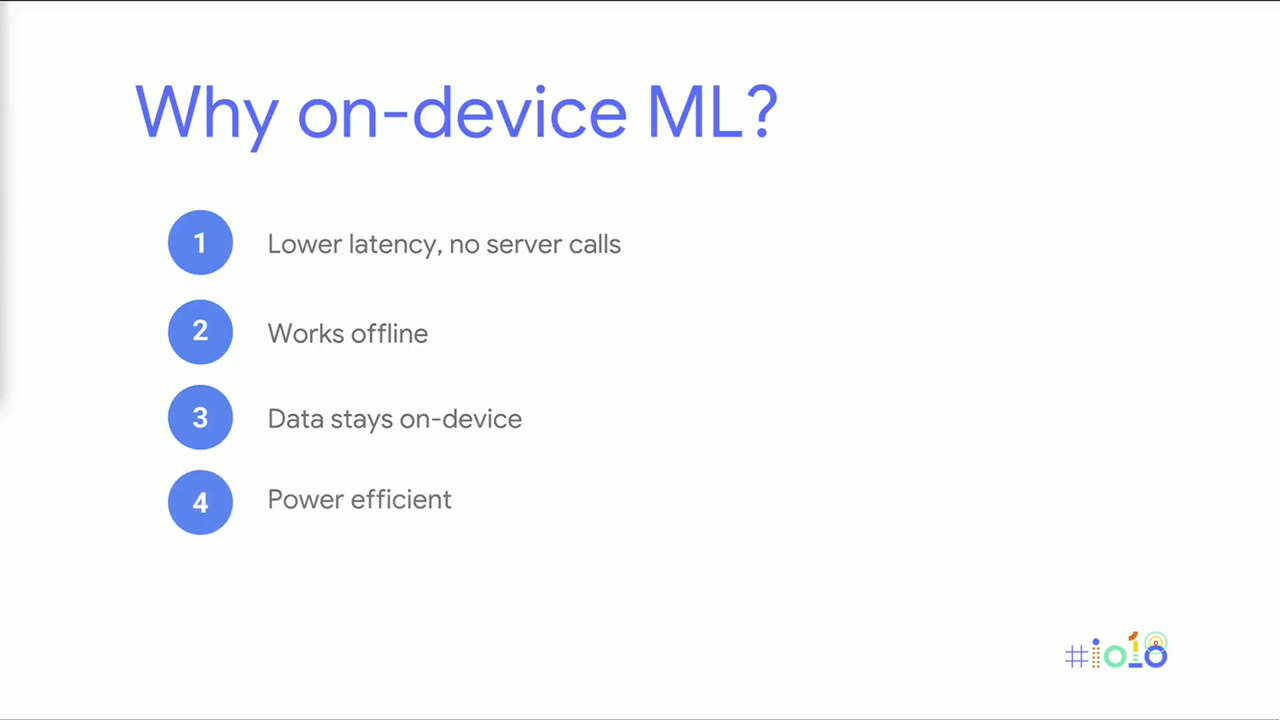 Why on-device ML?
1 Lower latency, no server calls
2 Works offline
3 Data stays on-device
4 Power efficient
#io18